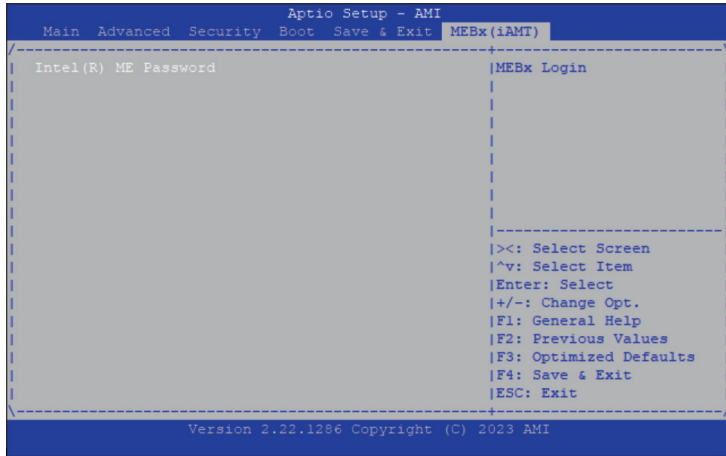 Aptio Setup - AMI
Main Advanced Security Boot Save & Exit MEBx(iAMT)
Intel(R) ME Password
MEBx Login
><: Select Screen
^v: Select Item
Enter: Select
+/-: Change Opt.
F1: General Help
F2: Previous Values
F3: Optimized Defaults
F4: Save & Exit
ESC: Exit
Version 2.22.1286 Copyright (C) 2023 AMI